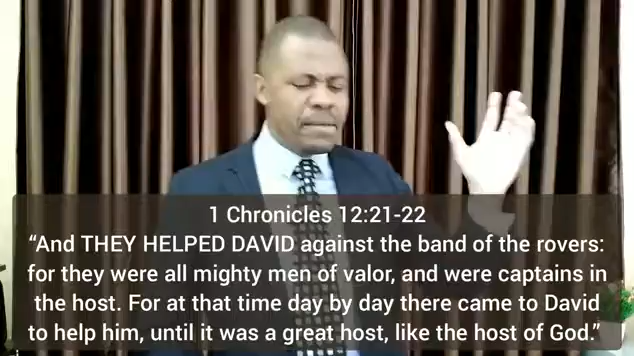 1 Chronicles 12:21-22
“And THEY HELPED DAVID against the band of the rovers:
for they were all mighty men of valor, and were captains in
the host. For at that time day by day there came to David
to help him, until it was a great host, like the host of God.”